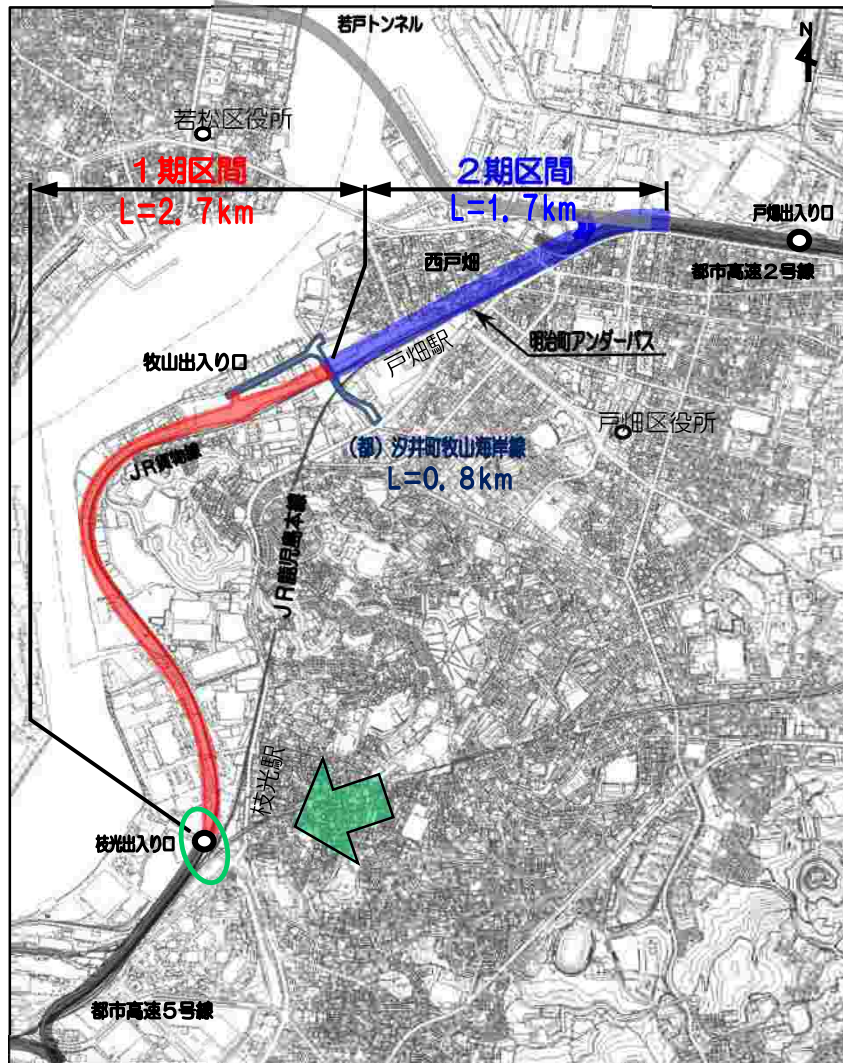 若戸トンネル
N
若松区役所
1期区間
L=2.7km
2期区間
L=1.7km
戸畑出入り口
都市高速2号線
西戸畑
明治町アンダーパス
戸畑駅
牧山出入り口
戸畑区役所
(都)汐井町牧山海岸線
L=0.8km
JR貨物線
JR鹿児島本線
枝光駅
枝光出入り口
都市高速5号線